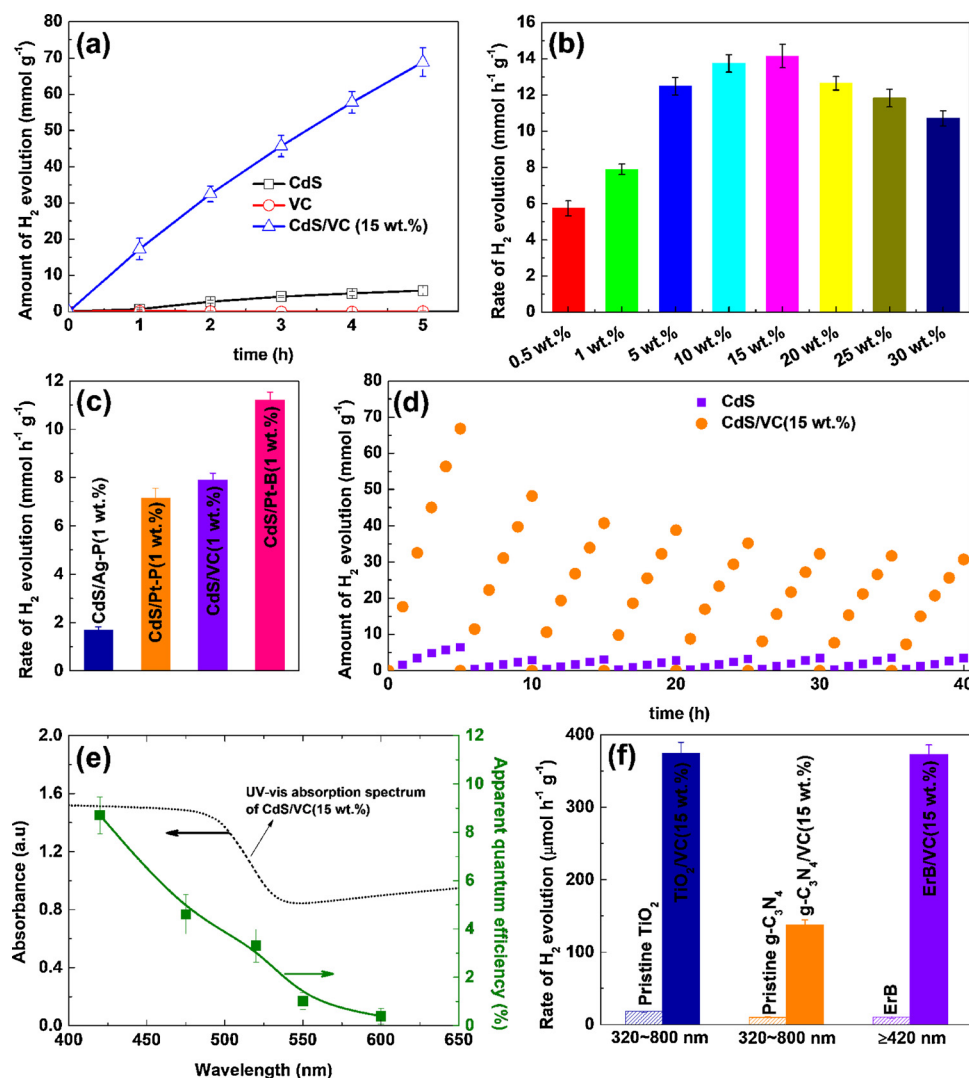 (a)
Amount of H2 evolution (mmol g-1)
80
70
60
50
40
30
20
10
0
CdS
VC
CdS/VC (15 wt.%)
0 1 2 3 4 5
time (h)
(b)
Rate of H2 evolution (mmol h-1 g-1)
16
14
12
10
8
6
4
2
0
0.5 wt.% 1 wt.% 5 wt.% 10 wt.% 15 wt.% 20 wt.% 25 wt.% 30 wt.%
(c)
Rate of H2 evolution (mmol h-1 g-1)
12
10
8
6
4
2
0
CdS/Ag-P(1 wt.%)
CdS/Pt-P(1 wt.%)
CdS/VC(1 wt.%)
CdS/Pt-B(1 wt.%)
(d)
Amount of H2 evolution (mmol g-1)
80
70
60
50
40
30
20
10
0
CdS
CdS/VC(15 wt.%)
0 10 20 30 40
time (h)
(e)
Absorbance (a.u)
2.0
1.6
1.2
0.8
0.4
0.0
UV-vis absorption spectrum
of CdS/VC(15 wt.%)
12
10
8
6
4
2
0
Apparent quantum efficiency (%)
400 450 500 550 600 650
Wavelength (nm)
(f)
Rate of H2 evolution (μmol h-1 g-1)
400
300
200
100
0
Pristine TiO2
TiO2/VC(15 wt.%)
Pristine g-C3N4
g-C3N4/VC(15 wt.%)
ErB
ErB/VC(15 wt.%)
320~800 nm 320~800 nm ≥420 nm